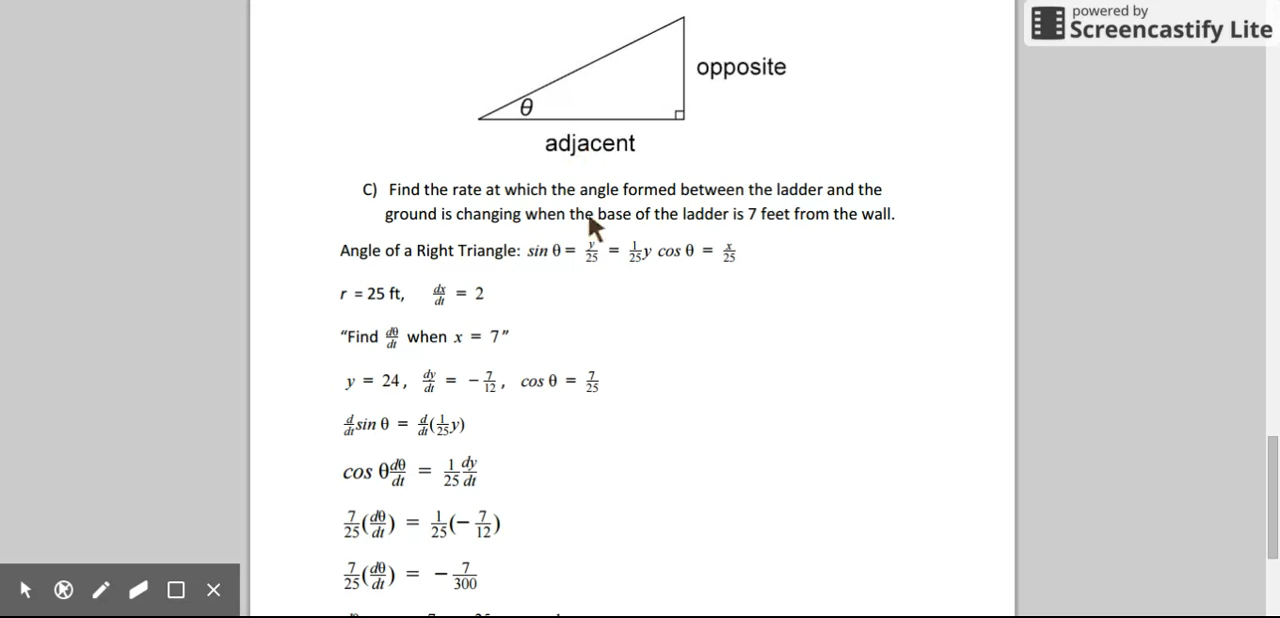 powered by
Screencastify Lite
opposite
θ
adjacent
C) Find the rate at which the angle formed between the ladder and the
ground is changing when the base of the ladder is 7 feet from the wall.
Angle of a Right Triangle: sin θ = y/25 = 1/25 y cos θ = x/25
r = 25 ft, dx/dt = 2
“Find dθ/dt when x = 7”
y = 24, dy/dt = − 7/12, cos θ = 7/25
d/dt sin θ = d/dt(1/25 y)
cos θ dθ/dt = 1/25 dy/dt
7/25(dθ/dt) = 1/25(− 7/12)
7/25(dθ/dt) = − 7/300